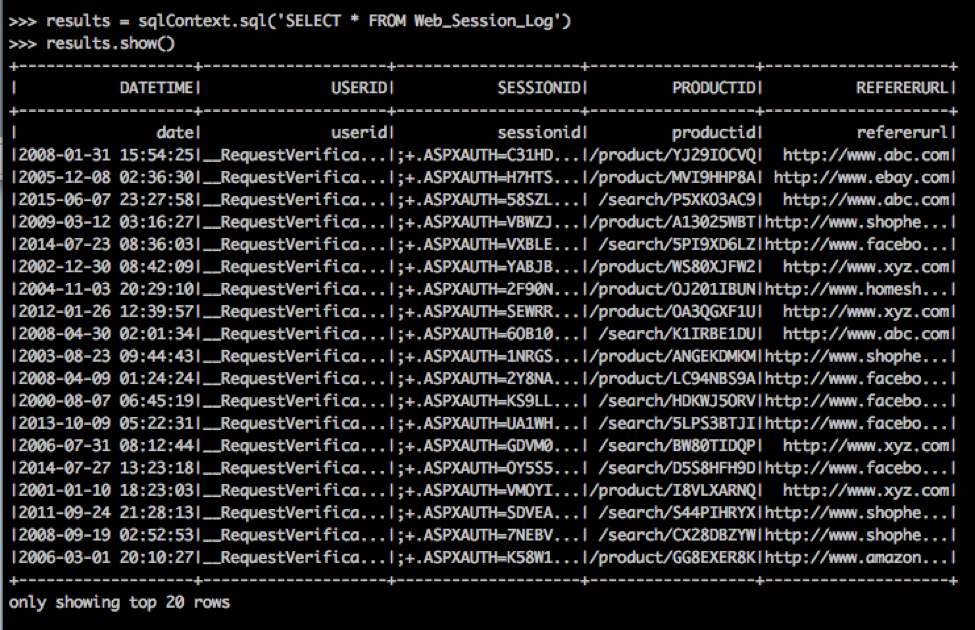 >>> results = sqlContext.sql('SELECT * FROM Web_Session_Log')
>>> results.show()
+-------------------+--------------------+--------------------+------------------+--------------------+
|           DATETIME|              USERID|           SESSIONID|         PRODUCTID|          REFERERURL|
+-------------------+--------------------+--------------------+------------------+--------------------+
|               date|              userid|           sessionid|         productid|          refererurl|
|2008-01-31 15:54:25|__RequestVerifica...|;+.ASPXAUTH=C31HD...|/product/YJ29IOCVQ|  http://www.abc.com|
|2005-12-08 02:36:30|__RequestVerifica...|;+.ASPXAUTH=H7HTS...|/product/MVI9HHP8A| http://www.ebay.com|
|2015-06-07 23:27:58|__RequestVerifica...|;+.ASPXAUTH=58SZL...| /search/P5XKO3AC9|  http://www.abc.com|
|2009-03-12 03:16:27|__RequestVerifica...|;+.ASPXAUTH=VBWZJ...|/product/A13025WBT|http://www.shophe...|
|2014-07-23 08:36:03|__RequestVerifica...|;+.ASPXAUTH=VXBLE...| /search/5PI9XD6LZ|http://www.facebo...|
|2002-12-30 08:42:09|__RequestVerifica...|;+.ASPXAUTH=YABJB...|/product/WS80XJFW2|  http://www.xyz.com|
|2004-11-03 20:29:10|__RequestVerifica...|;+.ASPXAUTH=2F90N...|/product/OJ201IBUN|http://www.homesh...|
|2012-01-26 12:39:57|__RequestVerifica...|;+.ASPXAUTH=SEWRR...|/product/OA3QGXF1U|  http://www.xyz.com|
|2008-04-30 02:01:34|__RequestVerifica...|;+.ASPXAUTH=6OB10...| /search/K1IRBE1DU|  http://www.abc.com|
|2003-08-23 09:44:43|__RequestVerifica...|;+.ASPXAUTH=1NRGS...|/product/ANGEKDMKM|http://www.shophe...|
|2008-04-09 01:24:24|__RequestVerifica...|;+.ASPXAUTH=2Y8NA...|/product/LC94NBS9A|http://www.facebo...|
|2000-08-07 06:45:19|__RequestVerifica...|;+.ASPXAUTH=KS9LL...| /search/HDKWJ5ORV|http://www.facebo...|
|2013-10-09 05:22:31|__RequestVerifica...|;+.ASPXAUTH=UA1WH...| /search/5LPS3BTJI|http://www.facebo...|
|2006-07-31 08:12:44|__RequestVerifica...|;+.ASPXAUTH=GDVM0...| /search/BW80TIDQP|  http://www.xyz.com|
|2014-07-27 13:23:18|__RequestVerifica...|;+.ASPXAUTH=OY5S5...| /search/D5S8HFH9D|http://www.facebo...|
|2001-01-10 18:23:03|__RequestVerifica...|;+.ASPXAUTH=VMOYI...|/product/I8VLXARNQ|  http://www.xyz.com|
|2011-09-24 21:28:13|__RequestVerifica...|;+.ASPXAUTH=SDVEA...| /search/S44PIHRYX|http://www.shophe...|
|2008-09-19 02:52:53|__RequestVerifica...|;+.ASPXAUTH=7NEBV...| /search/CX28DBZYW|http://www.shophe...|
|2006-03-01 20:10:27|__RequestVerifica...|;+.ASPXAUTH=K58W1...|/product/GG8EXER8K|http://www.amazon...|
+-------------------+--------------------+--------------------+------------------+--------------------+
only showing top 20 rows